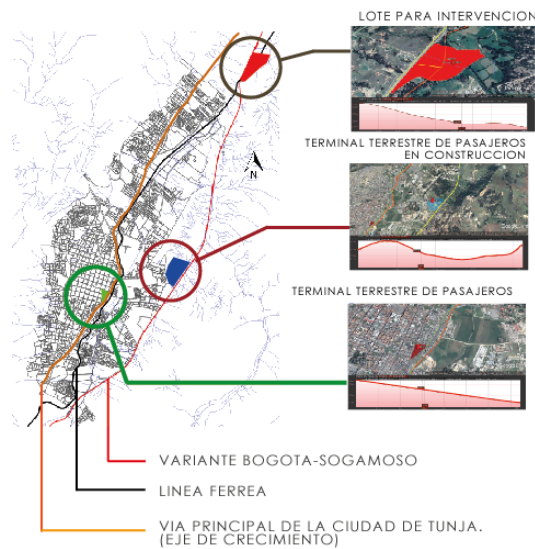 LOTE PARA INTERVENCION
TERMINAL TERRESTRE DE PASAJEROS
EN CONSTRUCCION
N
TERMINAL TERRESTRE DE PASAJEROS
VARIANTE BOGOTA-SOGAMOSO
LINEA FERREA
VIA PRINCIPAL DE LA CIUDAD DE TUNJA.
(EJE DE CRECIMIENTO)